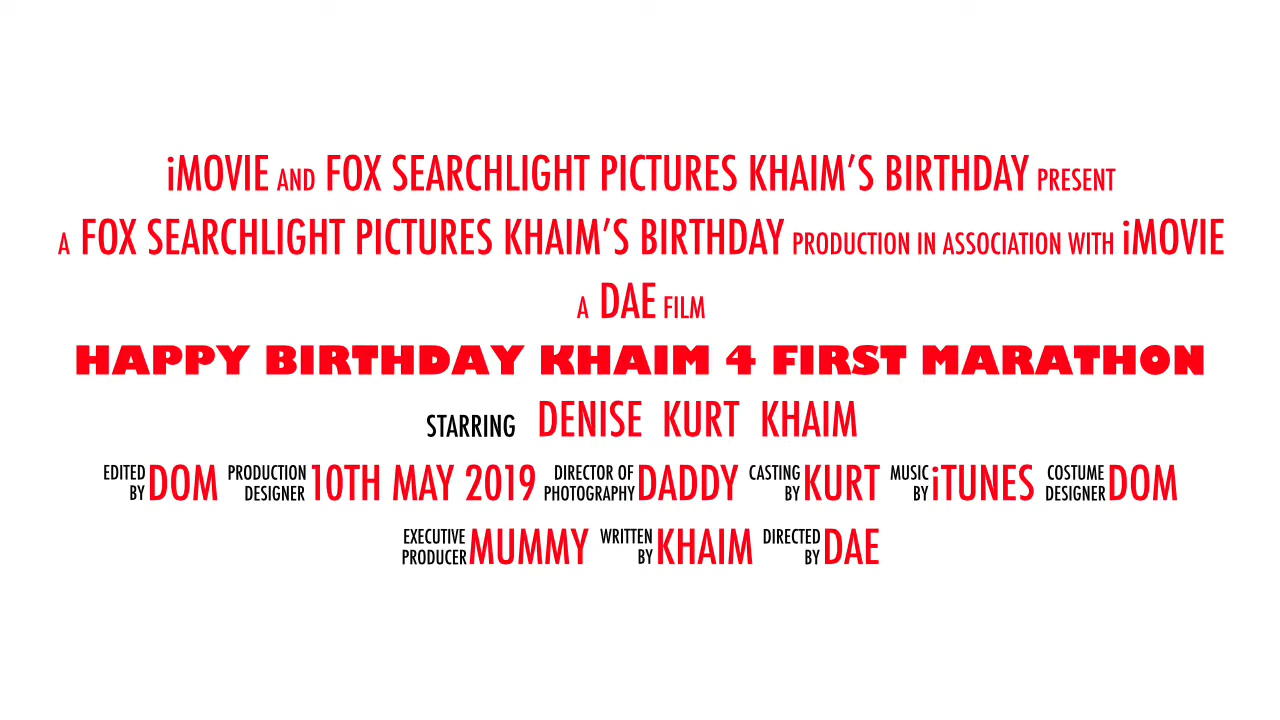 iMOVIE AND FOX SEARCHLIGHT PICTURES KHAIM'S BIRTHDAY PRESENT
A FOX SEARCHLIGHT PICTURES KHAIM'S BIRTHDAY PRODUCTION IN ASSOCIATION WITH iMOVIE
A DAE FILM
HAPPY BIRTHDAY KHAIM 4 FIRST MARATHON
STARRING DENISE KURT KHAIM
EDITED BY DOM PRODUCTION DESIGNER 10TH MAY 2019 DIRECTOR OF PHOTOGRAPHY DADDY CASTING BY KURT MUSIC BY iTUNES COSTUME DESIGNER DOM
EXECUTIVE PRODUCER MUMMY WRITTEN BY KHAIM DIRECTED BY DAE